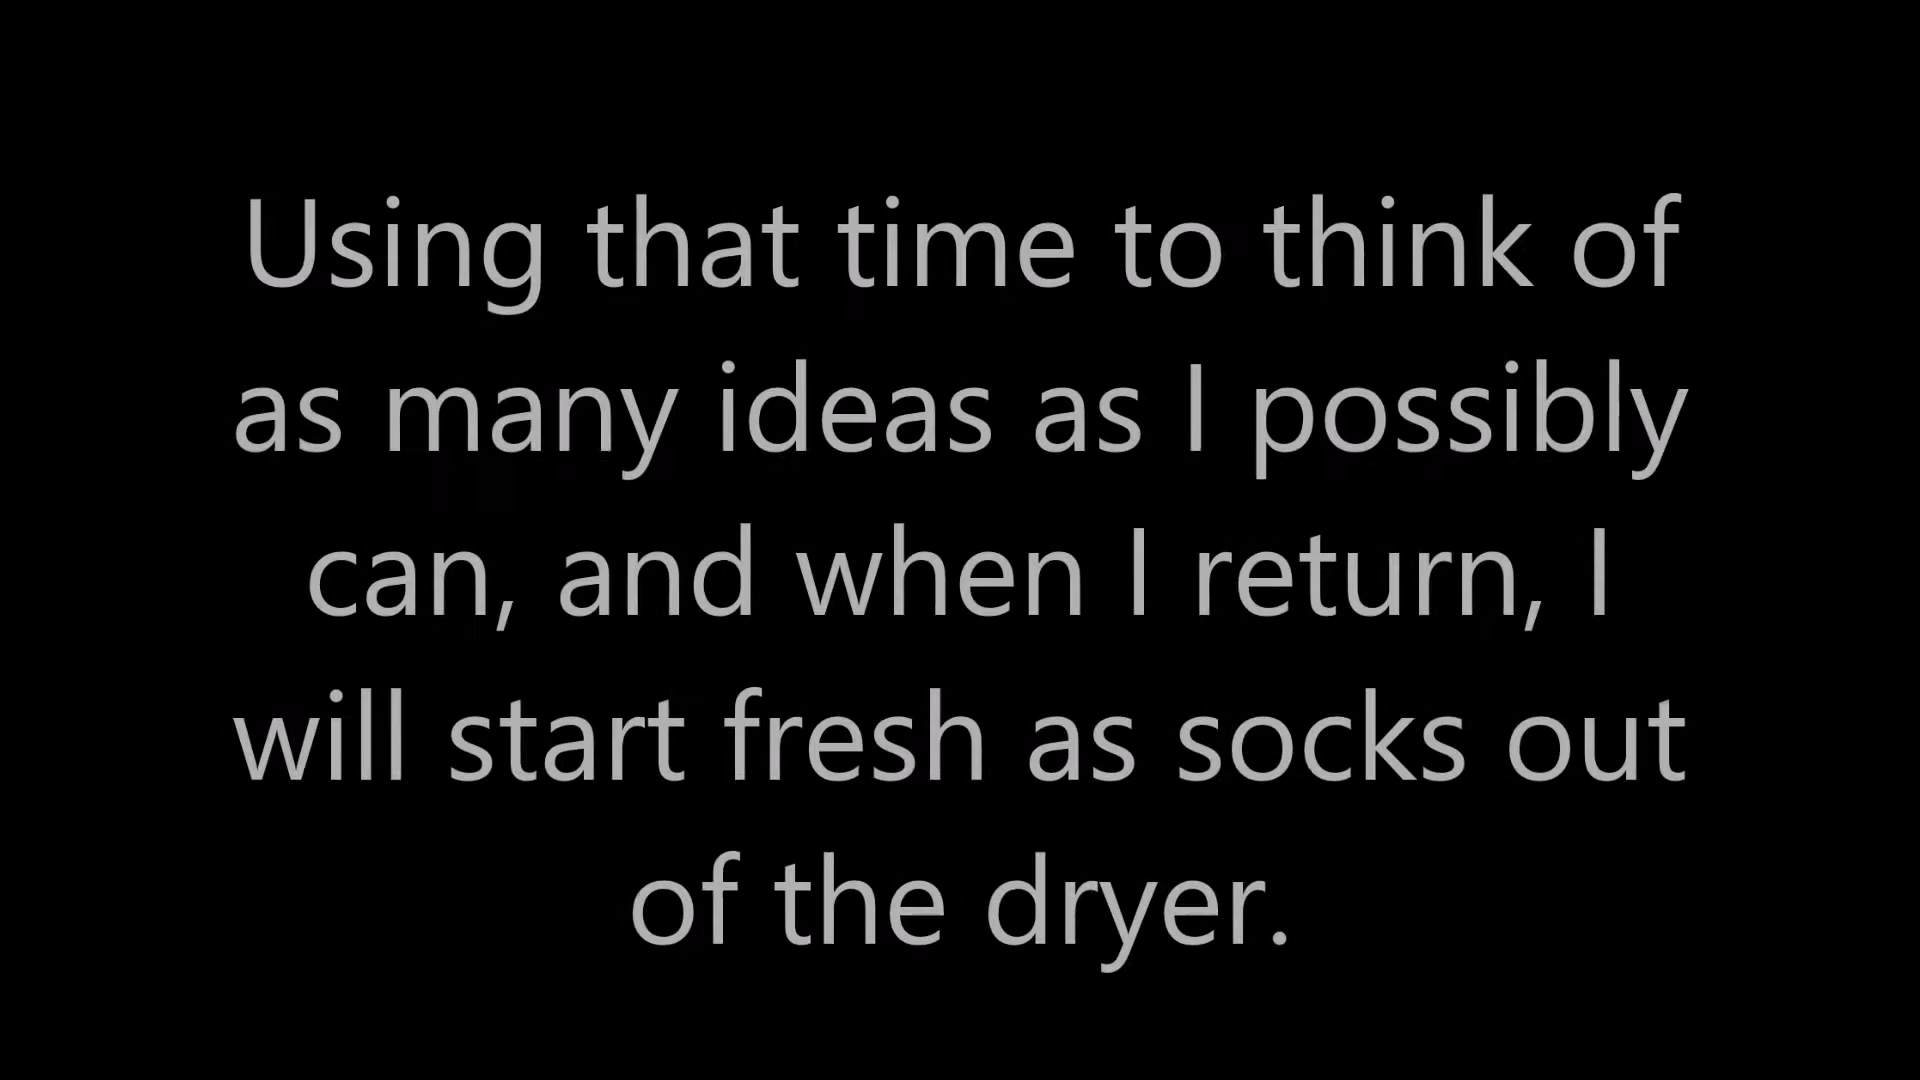 Using that time to think of
as many ideas as I possibly
can, and when I return, I
will start fresh as socks out
of the dryer.